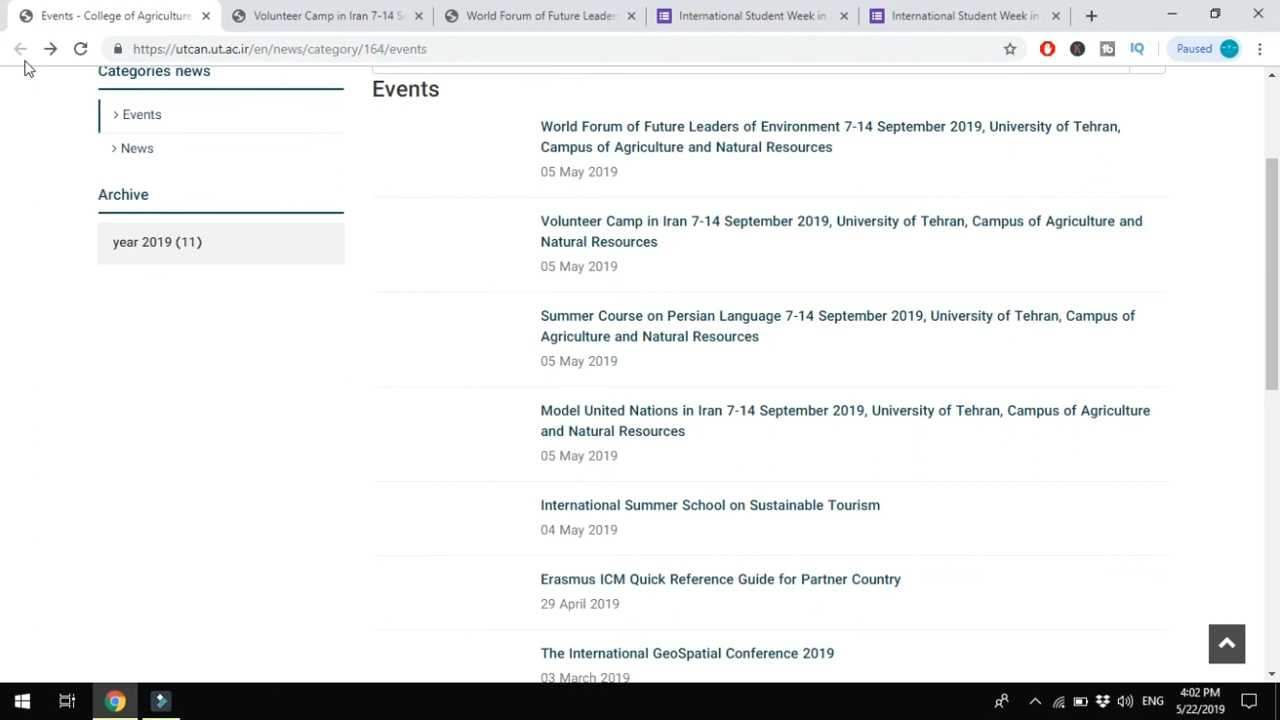 Events - College of Agriculture
Volunteer Camp in Iran 7-14 S
World Forum of Future Leader
International Student Week in
International Student Week in
https://utcan.ut.ac.ir/en/news/category/164/events
Paused
Categories news
> Events
> News
Archive
year 2019 (11)
Events
World Forum of Future Leaders of Environment 7-14 September 2019, University of Tehran,
Campus of Agriculture and Natural Resources
05 May 2019
Volunteer Camp in Iran 7-14 September 2019, University of Tehran, Campus of Agriculture and
Natural Resources
05 May 2019
Summer Course on Persian Language 7-14 September 2019, University of Tehran, Campus of
Agriculture and Natural Resources
05 May 2019
Model United Nations in Iran 7-14 September 2019, University of Tehran, Campus of Agriculture
and Natural Resources
05 May 2019
International Summer School on Sustainable Tourism
04 May 2019
Erasmus ICM Quick Reference Guide for Partner Country
29 April 2019
The International GeoSpatial Conference 2019
03 March 2019
K
tb
IQ
ENG
4:02 PM
5/22/2019